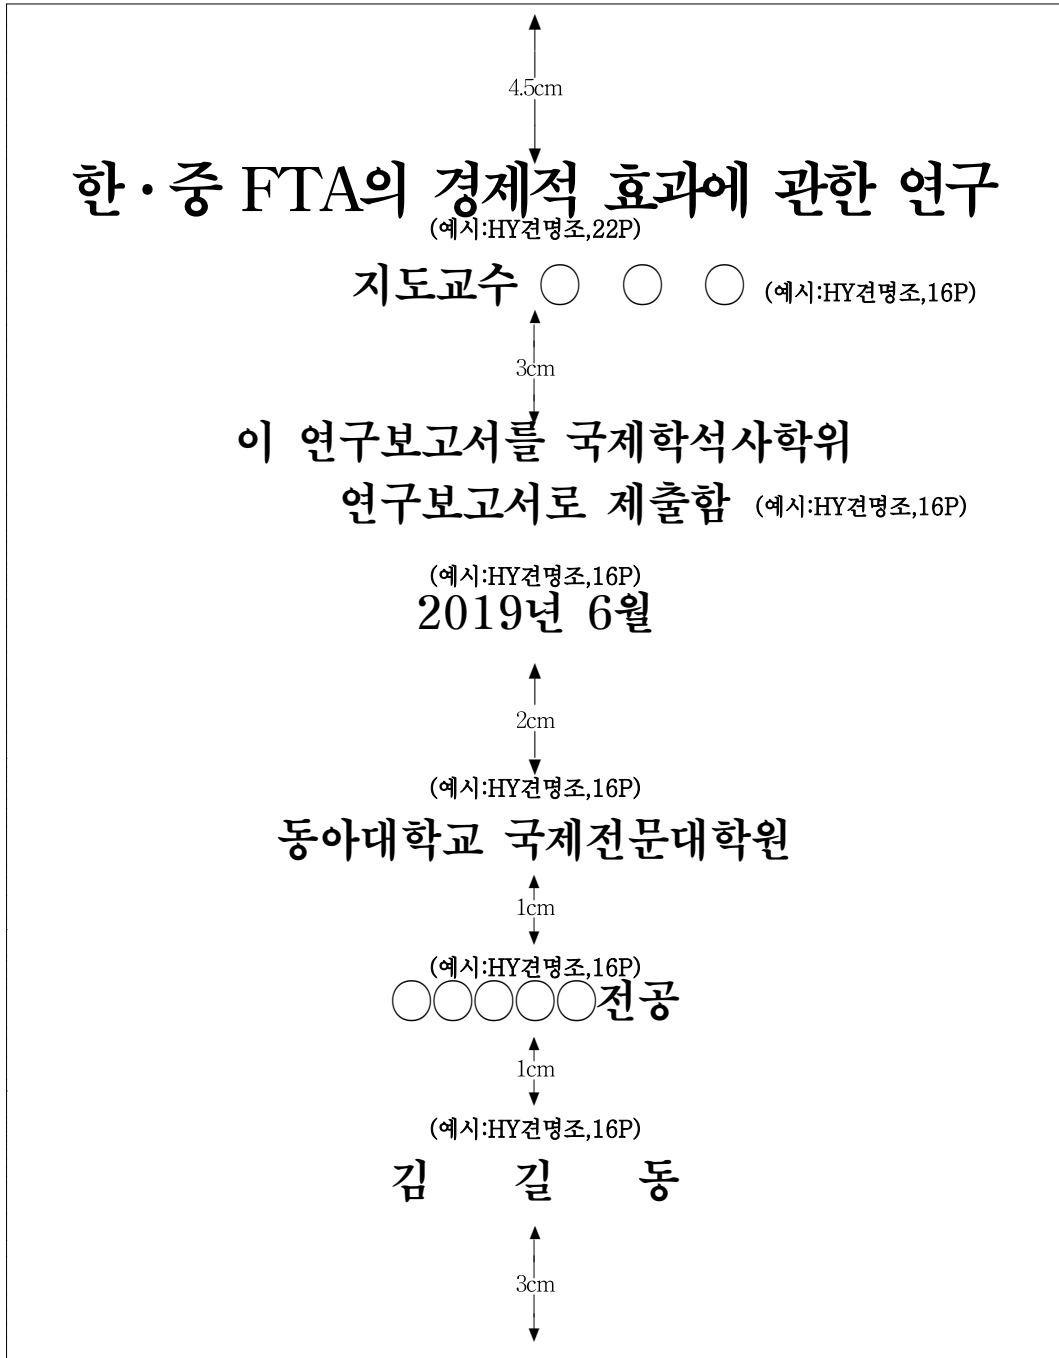 4.5cm
한·중 FTA의 경제적 효과에 관한 연구
(예시:HY견명조,22P)
지도교수 ○ ○ ○ (예시:HY견명조,16P)
3cm
이 연구보고서를 국제학석사학위
연구보고서로 제출함 (예시:HY견명조,16P)
(예시:HY견명조,16P)
2019년 6월
2cm
(예시:HY견명조,16P)
동아대학교 국제전문대학원
1cm
(예시:HY견명조,16P)
○○○○○전공
1cm
(예시:HY견명조,16P)
김 길 동
3cm